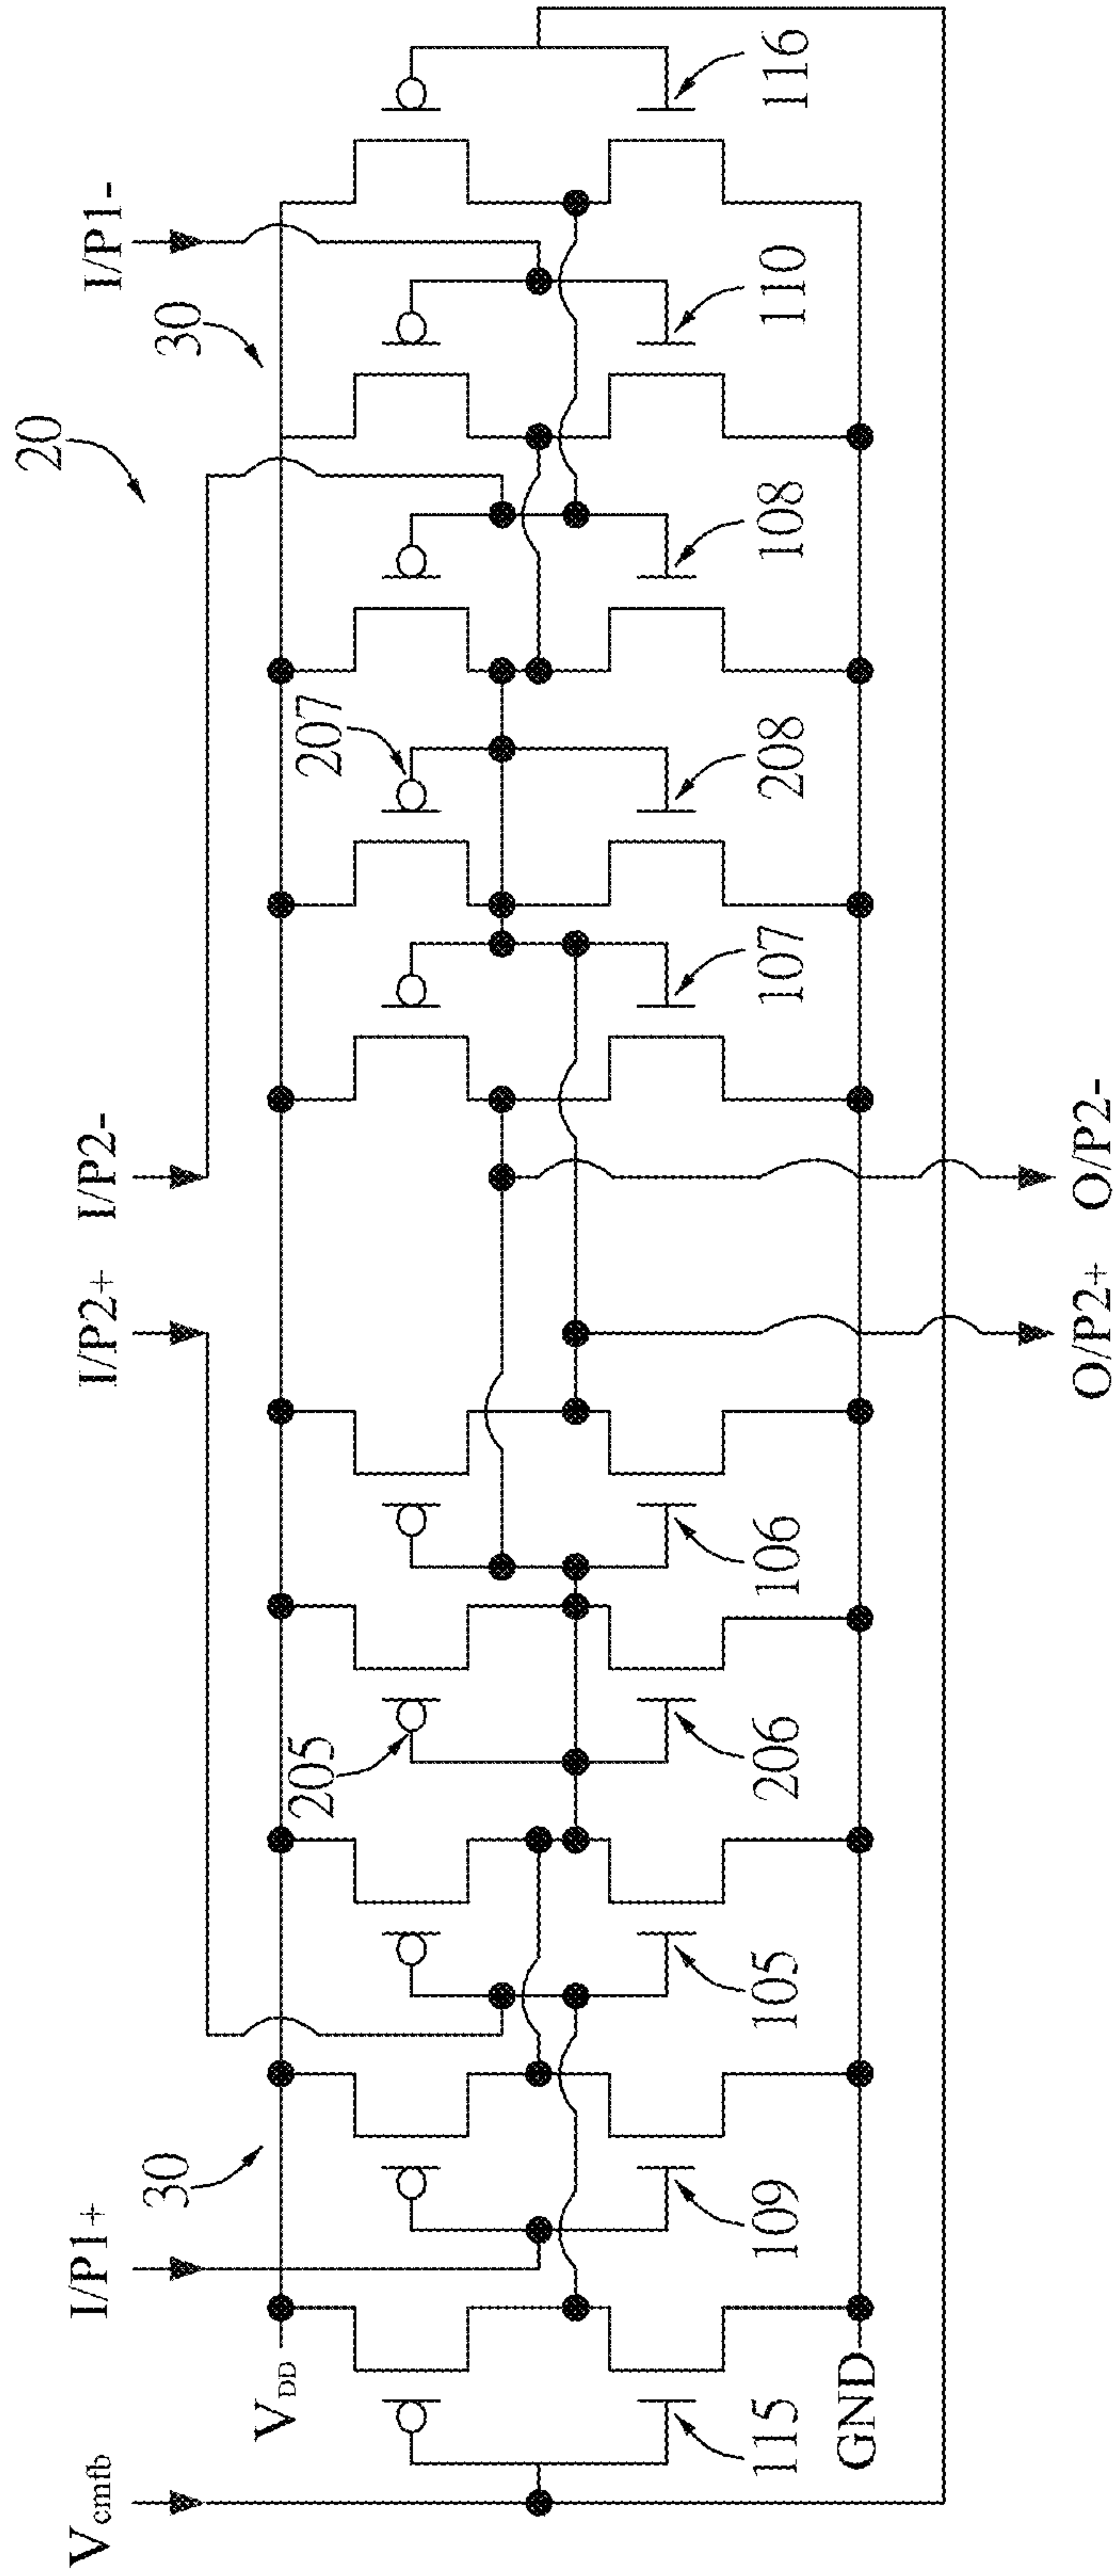 20
Vcmfb
I/P1+
I/P2+
I/P2-
I/P1-
30
30
VDD
205
207
GND
115
109
105
206
106
107
208
108
110
116
O/P2+
O/P2-